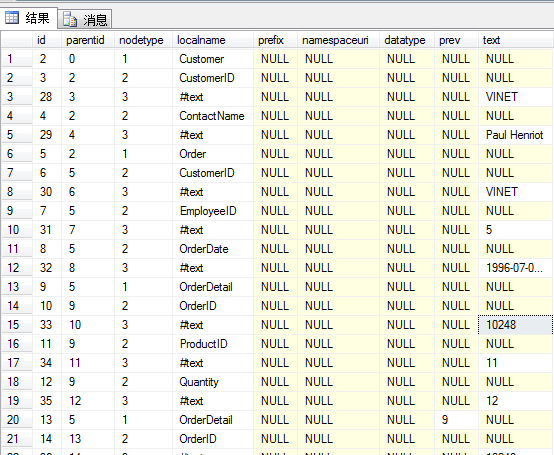 结果 消息
id parentid nodetype localname prefix namespaceuri datatype prev text
1 2 0 1 Customer NULL NULL NULL NULL NULL
2 3 2 2 CustomerID NULL NULL NULL NULL NULL
3 28 3 3 #text NULL NULL NULL NULL VINET
4 4 2 2 ContactName NULL NULL NULL NULL NULL
5 29 4 3 #text NULL NULL NULL NULL Paul Henriot
6 5 2 1 Order NULL NULL NULL NULL NULL
7 6 5 2 CustomerID NULL NULL NULL NULL NULL
8 30 6 3 #text NULL NULL NULL NULL VINET
9 7 5 2 EmployeeID NULL NULL NULL NULL NULL
10 31 7 3 #text NULL NULL NULL NULL 5
11 8 5 2 OrderDate NULL NULL NULL NULL NULL
12 32 8 3 #text NULL NULL NULL NULL 1996-07-0...
13 9 5 1 OrderDetail NULL NULL NULL NULL NULL
14 10 9 2 OrderID NULL NULL NULL NULL NULL
15 33 10 3 #text NULL NULL NULL NULL 10248
16 11 9 2 ProductID NULL NULL NULL NULL NULL
17 34 11 3 #text NULL NULL NULL NULL 11
18 12 9 2 Quantity NULL NULL NULL NULL NULL
19 35 12 3 #text NULL NULL NULL NULL 12
20 13 5 1 OrderDetail NULL NULL NULL 9 NULL
21 14 13 2 OrderID NULL NULL NULL NULL NULL